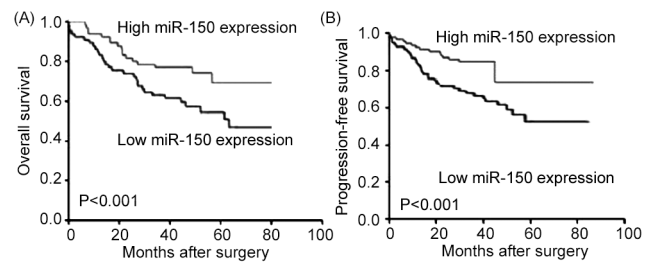 (A)
1.0
0.8
0.6
0.4
0.2
0.0
Overall survival
High miR-150 expression
Low miR-150 expression
P<0.001
0 20 40 60 80 100
Months after surgery
(B)
1.0
0.8
0.6
0.4
0.2
0.0
Progression-free survival
High miR-150 expression
Low miR-150 expression
P<0.001
0 20 40 60 80 100
Months after surgery